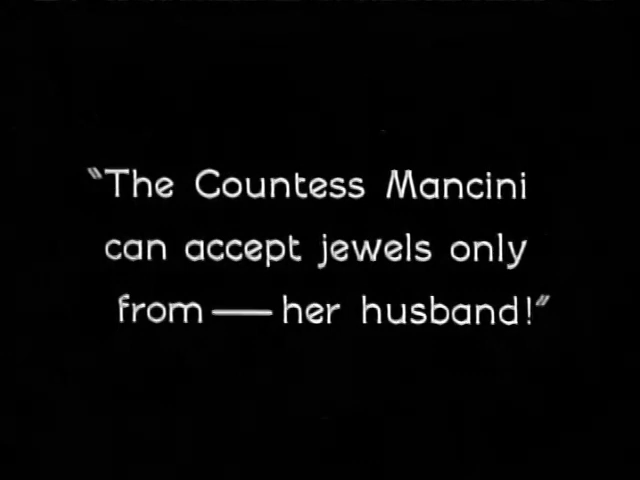 "The Countess Mancini
can accept jewels only
from — her husband!"